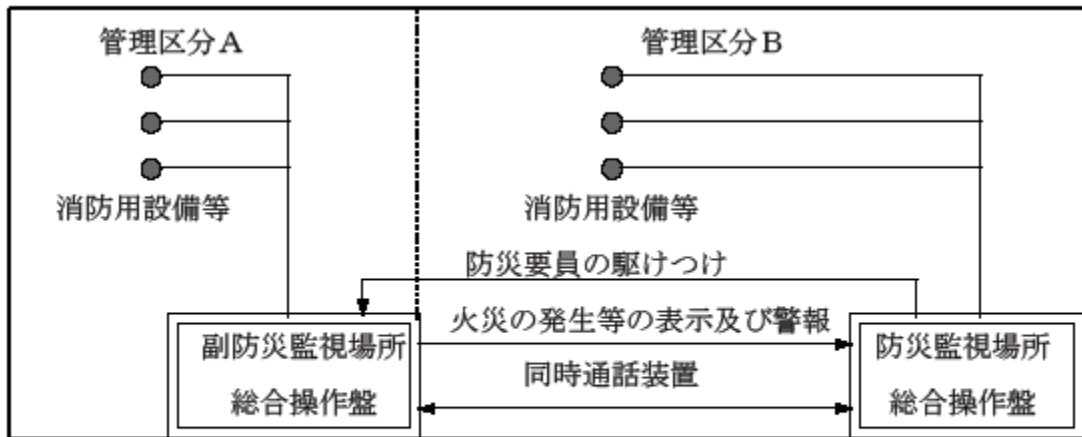 管理区分A
管理区分B
消防用設備等
消防用設備等
防災要員の駆けつけ
火災の発生等の表示及び警報
同時通話装置
副防災監視場所
総合操作盤
防災監視場所
総合操作盤